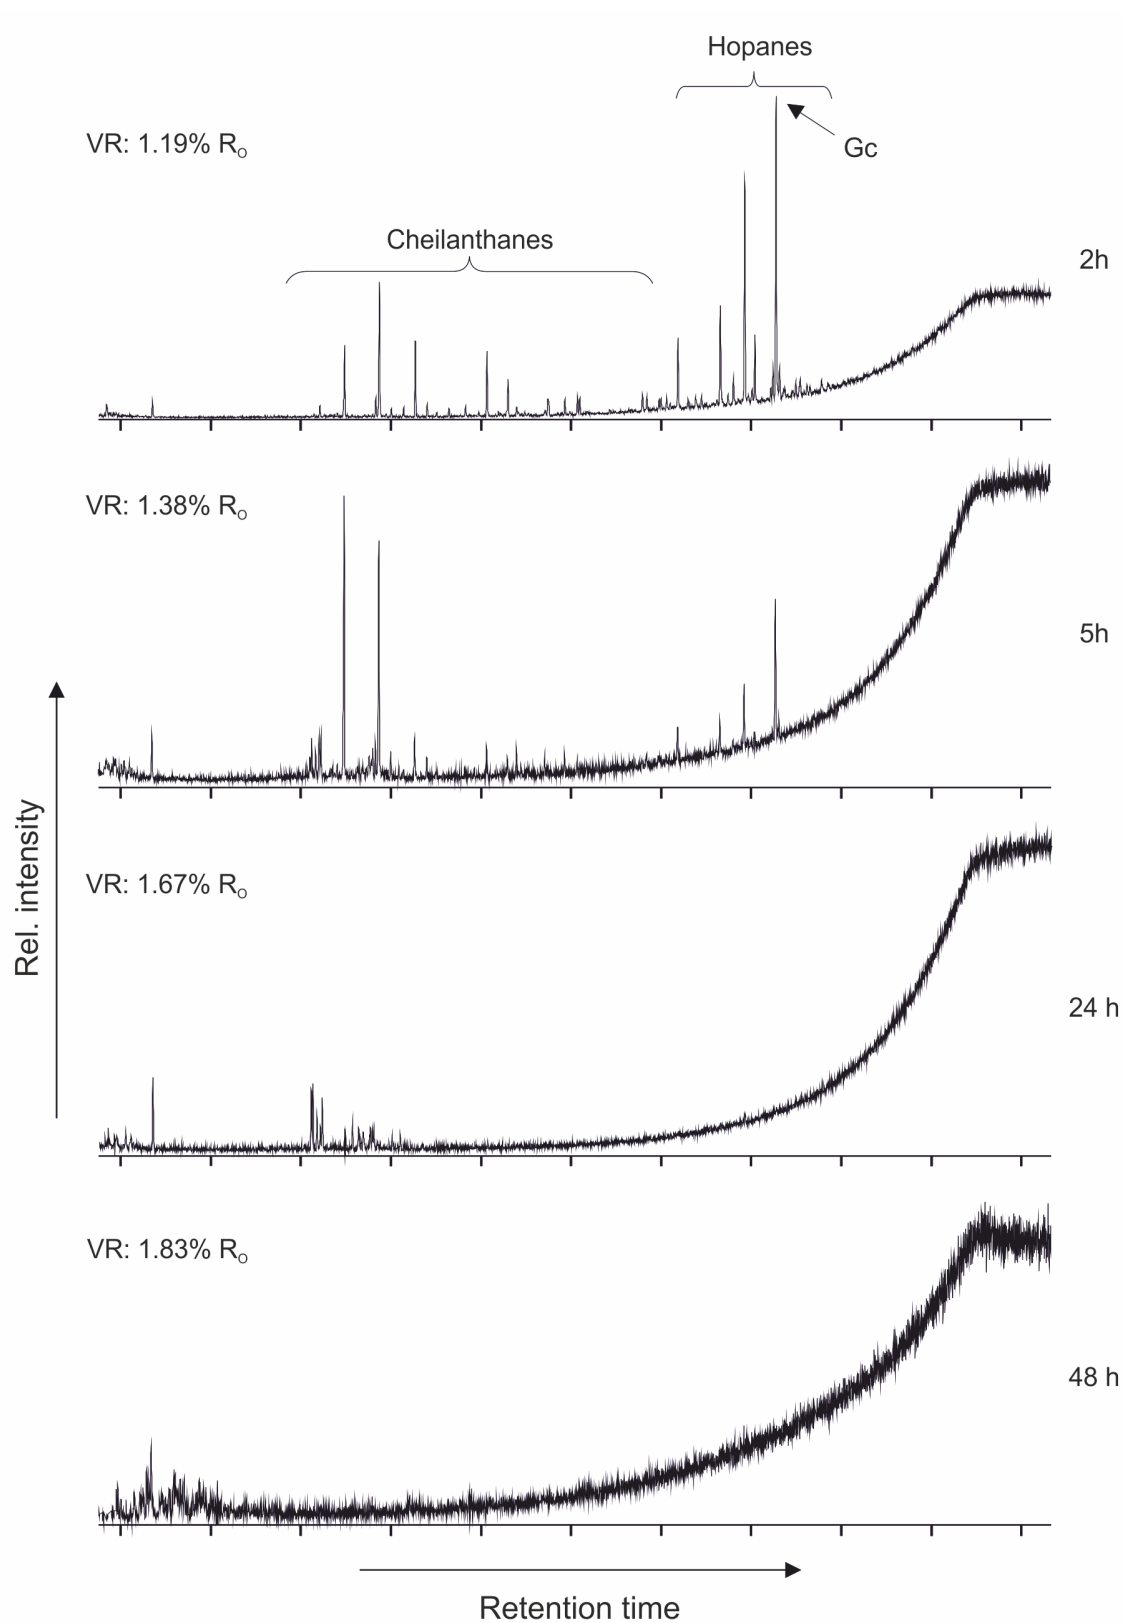 Hopanes
VR: 1.19% RO
Gc
Cheilanthanes
2h
VR: 1.38% RO
5h
Rel. intensity
VR: 1.67% RO
24 h
VR: 1.83% RO
48 h
Retention time